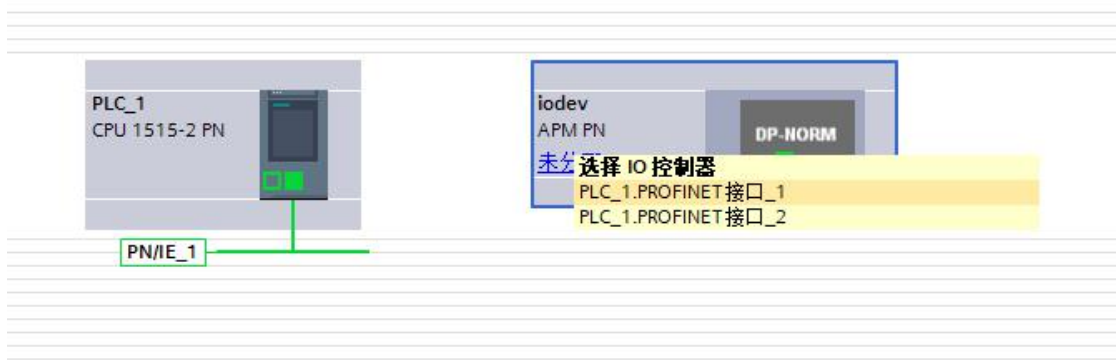 PLC_1
CPU 1515-2 PN
iodev
APM PN
DP-NORM
未分
选择 IO 控制器
PLC_1.PROFINET接口_1
PLC_1.PROFINET接口_2
PN/IE_1